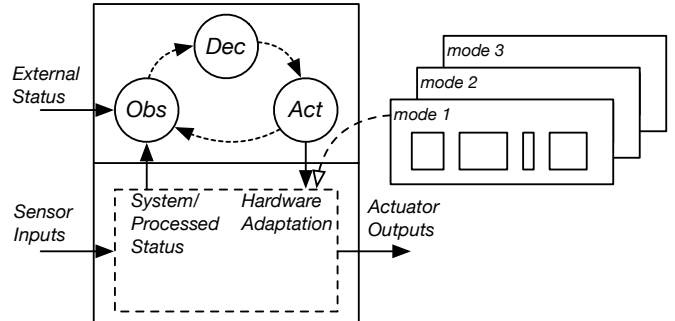 Dec
mode 3
mode 2
External
Status
Obs
Act
mode 1
System/
Processed
Status
Hardware
Adaptation
Sensor
Inputs
Actuator
Outputs